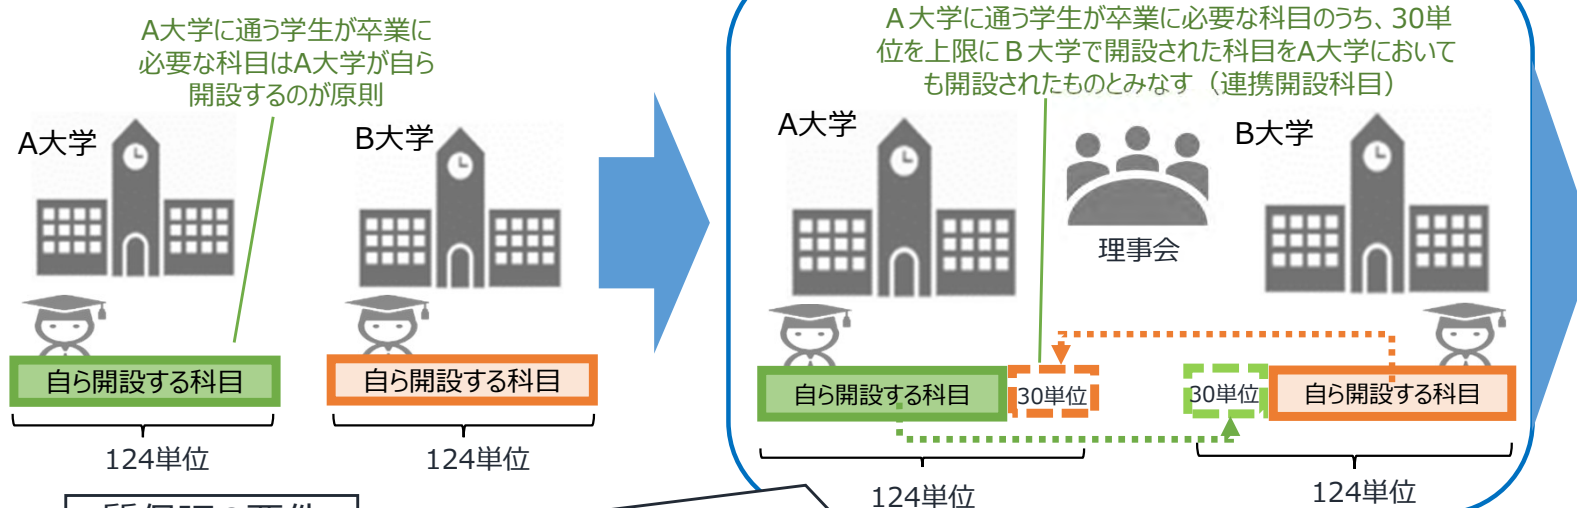 A大学に通う学生が卒業に
必要な科目はA大学が自ら
開設するのが原則
A大学
B大学
自ら開設する科目
自ら開設する科目
124単位
124単位
A大学に通う学生が卒業に必要な科目のうち、30単
位を上限にB大学で開設された科目をA大学において
も開設されたものとみなす（連携開設科目）
A大学
B大学
理事会
自ら開設する科目
30単位
30単位
自ら開設する科目
124単位
124単位
質保証の要件